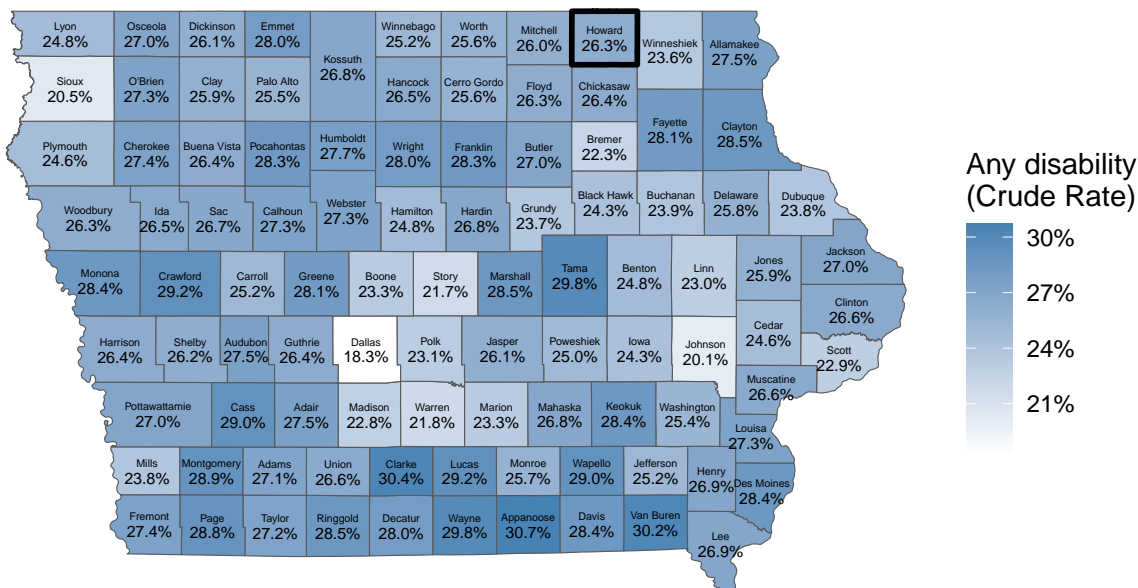 Lyon
24.8%
Osceola
27.0%
Dickinson
26.1%
Emmet
28.0%
Kossuth
26.8%
Winnebago
25.2%
Worth
25.6%
Mitchell
26.0%
Howard
26.3%
Winneshiek
23.6%
Allamakee
27.5%
Sioux
20.5%
O'Brien
27.3%
Clay
25.9%
Palo Alto
25.5%
Hancock
26.5%
Cerro Gordo
25.6%
Floyd
26.3%
Chickasaw
26.4%
Fayette
28.1%
Clayton
28.5%
Plymouth
24.6%
Cherokee
27.4%
Buena Vista
26.4%
Pocahontas
28.3%
Humboldt
27.7%
Wright
28.0%
Franklin
28.3%
Butler
27.0%
Bremer
22.3%
Woodbury
26.3%
Ida
26.5%
Sac
26.7%
Calhoun
27.3%
Webster
27.3%
Hamilton
24.8%
Hardin
26.8%
Grundy
23.7%
Black Hawk
24.3%
Buchanan
23.9%
Delaware
25.8%
Dubuque
23.8%
Monona
28.4%
Crawford
29.2%
Carroll
25.2%
Greene
28.1%
Boone
23.3%
Story
21.7%
Marshall
28.5%
Tama
29.8%
Benton
24.8%
Linn
23.0%
Jones
25.9%
Jackson
27.0%
Clinton
26.6%
Harrison
26.4%
Shelby
26.2%
Audubon
27.5%
Guthrie
26.4%
Dallas
18.3%
Polk
23.1%
Jasper
26.1%
Poweshiek
25.0%
Iowa
24.3%
Johnson
20.1%
Cedar
24.6%
Scott
22.9%
Muscatine
26.6%
Pottawattamie
27.0%
Cass
29.0%
Adair
27.5%
Madison
22.8%
Warren
21.8%
Marion
23.3%
Mahaska
26.8%
Keokuk
28.4%
Washington
25.4%
Louisa
27.3%
Mills
23.8%
Montgomery
28.9%
Adams
27.1%
Union
26.6%
Clarke
30.4%
Lucas
29.2%
Monroe
25.7%
Wapello
29.0%
Jefferson
25.2%
Henry
26.9%
Des Moines
28.4%
Fremont
27.4%
Page
28.8%
Taylor
27.2%
Ringgold
28.5%
Decatur
28.0%
Wayne
29.8%
Appanoose
30.7%
Davis
28.4%
Van Buren
30.2%
Lee
26.9%
Any disability
(Crude Rate)
30%
27%
24%
21%